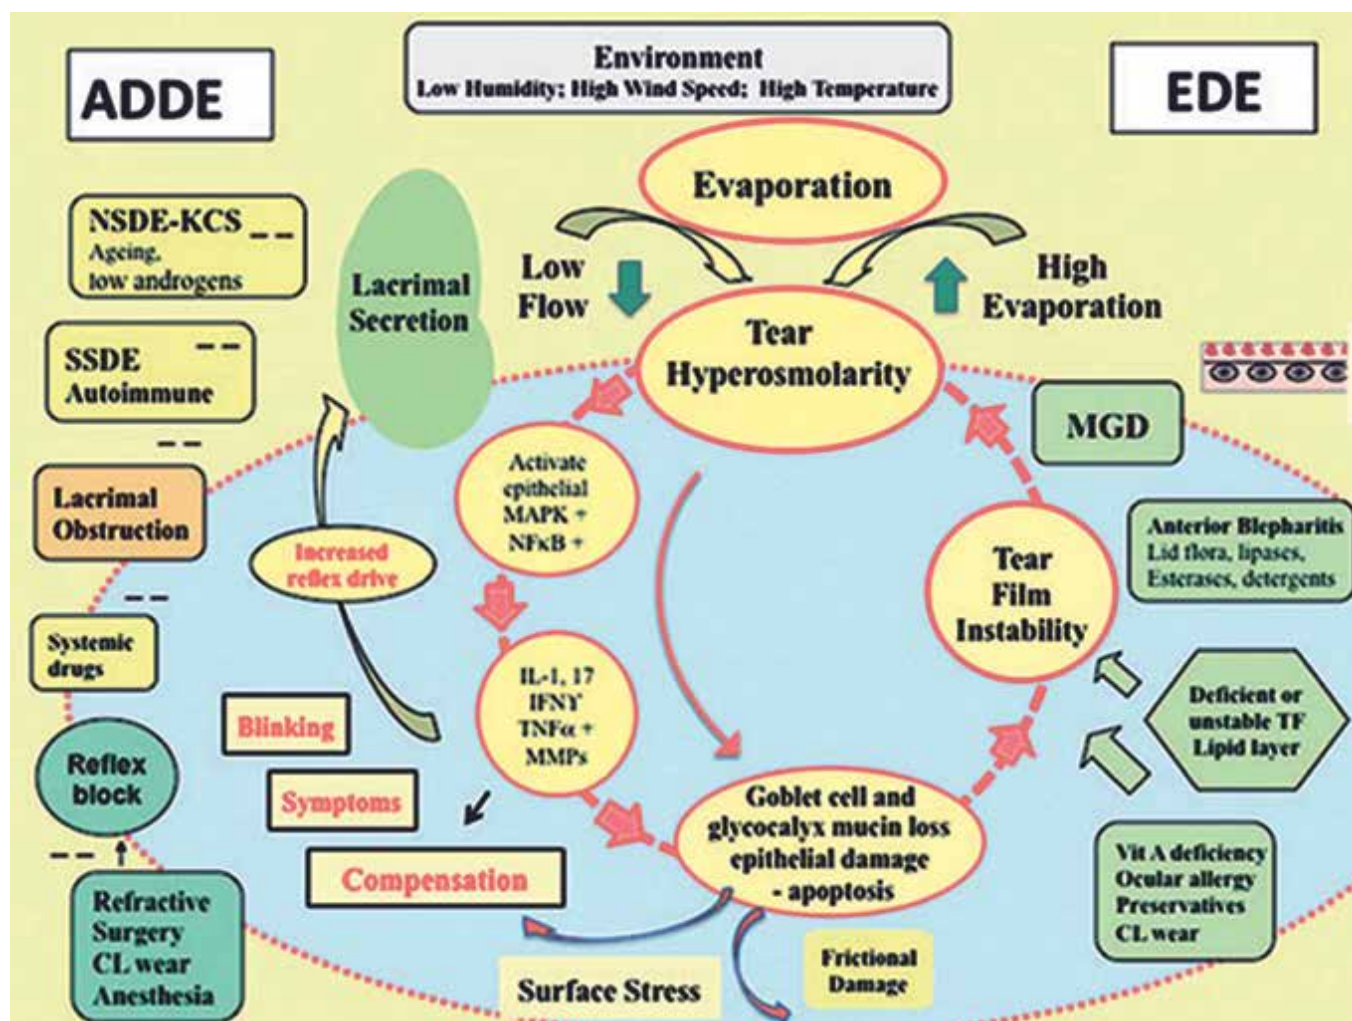 ADDE
Environment
Low Humidity; High Wind Speed; High Temperature
EDE
Evaporation
NSDE-KCS
Ageing,
low androgens
Lacrimal
Secretion
Low
Flow
High
Evaporation
Tear
Hyperosmolarity
SSDE
Autoimmune
MGD
Activate
epithelial
MAPK +
NFκB +
Lacrimal
Obstruction
Increased
reflex drive
Tear
Film
Instability
Anterior Blepharitis
Lid flora, lipases,
Esterases, detergents
Systemic
drugs
IL-1, 17
IFNϒ
TNFα +
MMPs
Deficient or
unstable TF
Lipid layer
Blinking
Reflex
block
Symptoms
Goblet cell and
glycocalyx mucin loss
epithelial damage
- apoptosis
Compensation
Vit A deficiency
Ocular allergy
Preservatives
CL wear
Refractive
Surgery
CL wear
Anesthesia
Frictional
Damage
Surface Stress